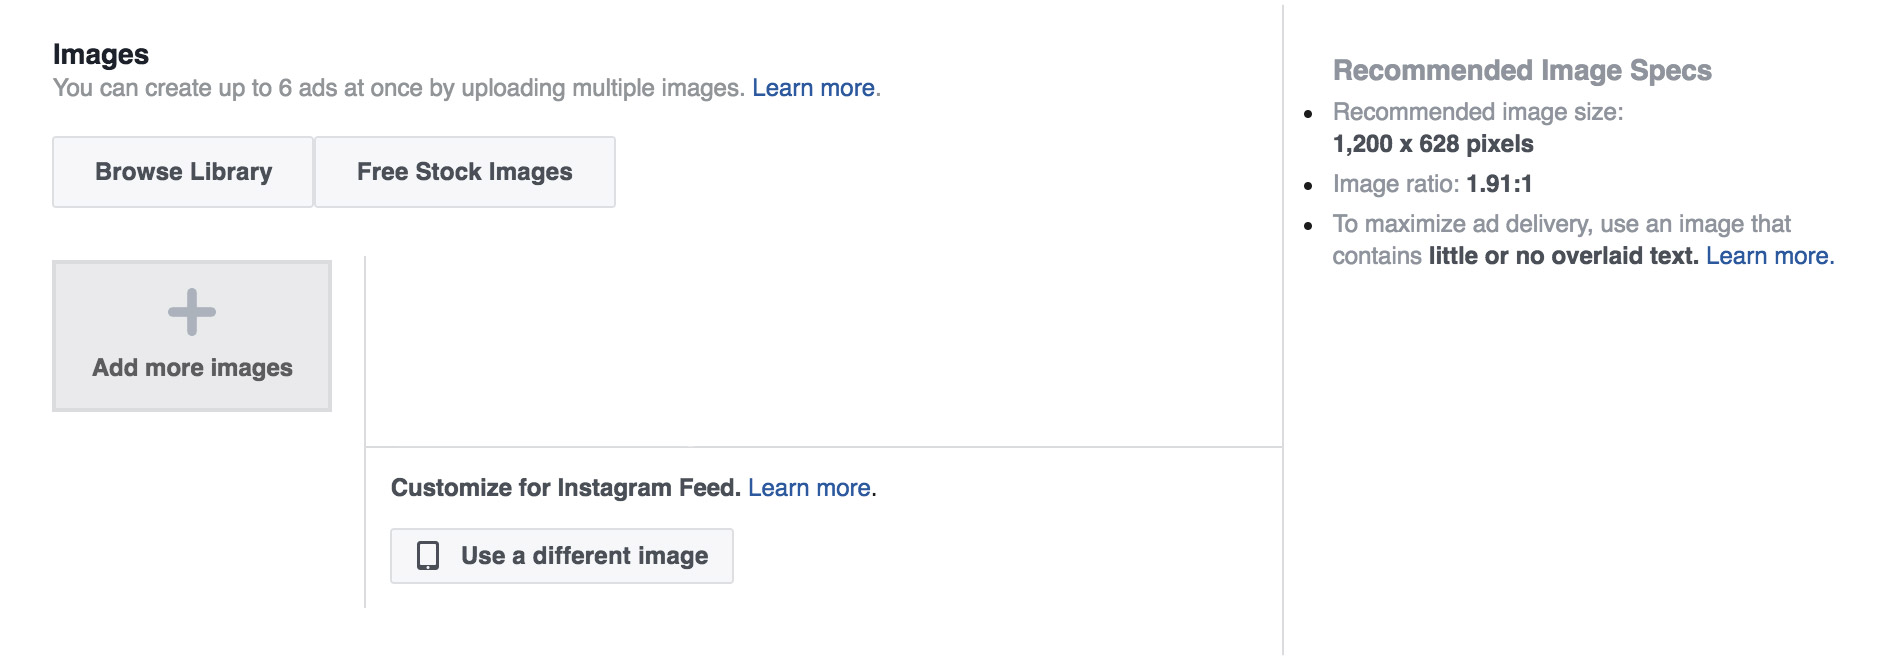 Images
You can create up to 6 ads at once by uploading multiple images. Learn more.
Browse Library
Free Stock Images
Add more images
Customize for Instagram Feed. Learn more.
Use a different image
Recommended Image Specs
Recommended image size:
1,200 x 628 pixels
Image ratio: 1.91:1
To maximize ad delivery, use an image that
contains little or no overlaid text. Learn more.